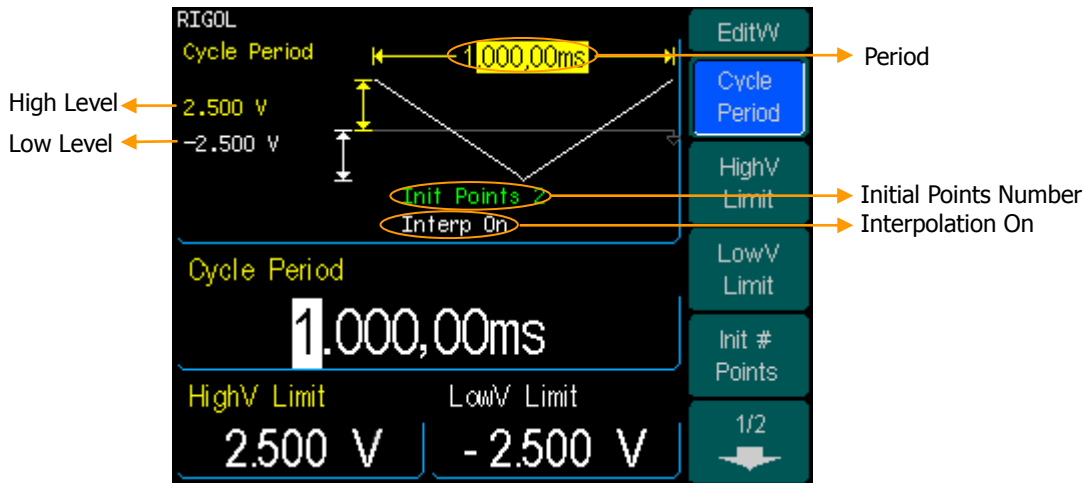 RIGOL
Cycle Period
1.000,00ms
Period
High Level
2.500 V
Low Level
-2.500 V
Init Points 2
Initial Points Number
Interp On
Interpolation On
Cycle Period
1.000,00ms
HighV Limit
LowV Limit
2.500 V
- 2.500 V
EditW
Cycle
Period
HighV
Limit
LowV
Limit
Init #
Points
1/2